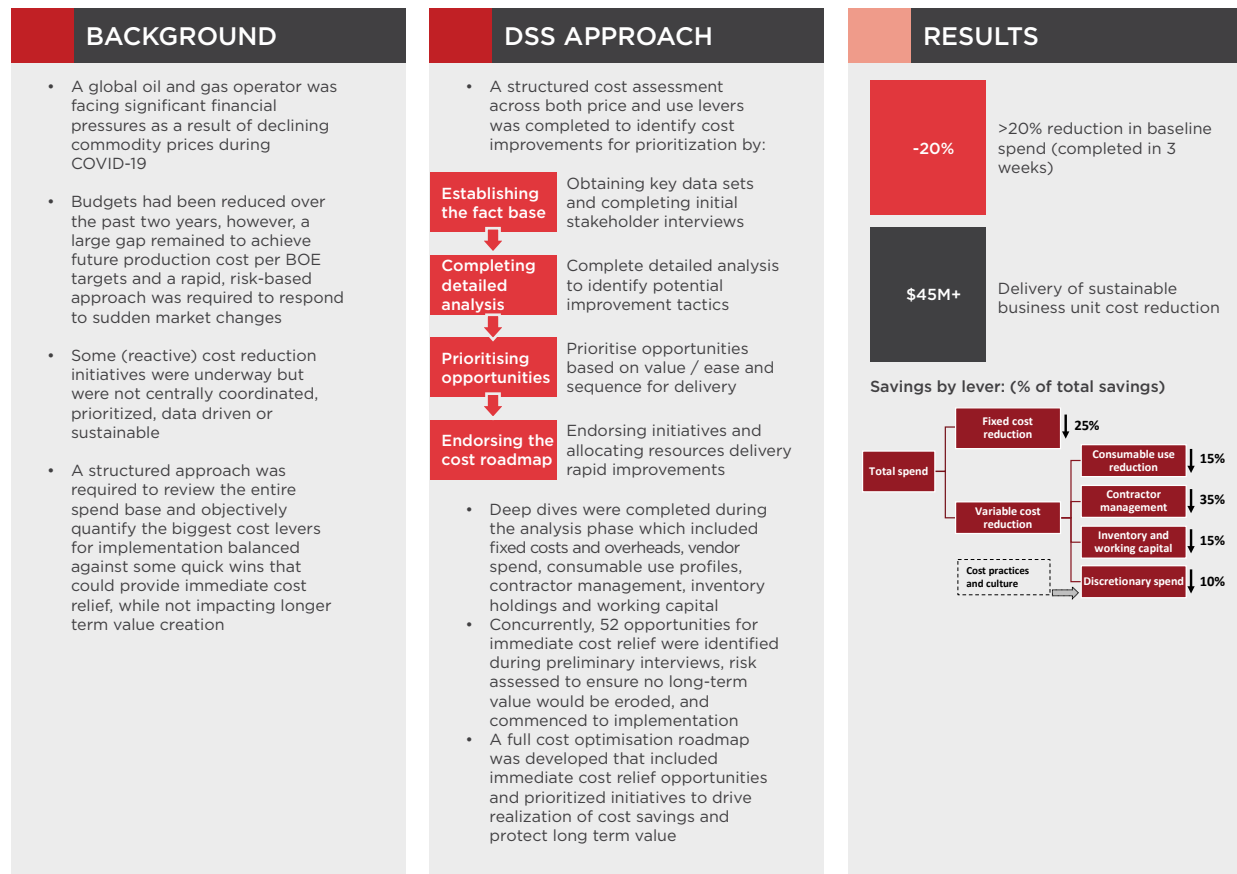 BACKGROUND
• A global oil and gas operator was
facing significant financial
pressures as a result of declining
commodity prices during
COVID-19
• Budgets had been reduced over
the past two years, however, a
large gap remained to achieve
future production cost per BOE
targets and a rapid, risk-based
approach was required to respond
to sudden market changes
• Some (reactive) cost reduction
initiatives were underway but
were not centrally coordinated,
prioritized, data driven or
sustainable
• A structured approach was
required to review the entire
spend base and objectively
quantify the biggest cost levers
for implementation balanced
against some quick wins that
could provide immediate cost
relief, while not impacting longer
term value creation
DSS APPROACH
• A structured cost assessment
across both price and use levers
was completed to identify cost
improvements for prioritization by:
Establishing
the fact base
Obtaining key data sets
and completing initial
stakeholder interviews
Completing
detailed
analysis
Complete detailed analysis
to identify potential
improvement tactics
Prioritising
opportunities
Prioritise opportunities
based on value / ease and
sequence for delivery
Endorsing the
cost roadmap
Endorsing initiatives and
allocating resources delivery
rapid improvements
• Deep dives were completed during
the analysis phase which included
fixed costs and overheads, vendor
spend, consumable use profiles,
contractor management, inventory
holdings and working capital
• Concurrently, 52 opportunities for
immediate cost relief were identified
during preliminary interviews, risk
assessed to ensure no long-term
value would be eroded, and
commenced to implementation
• A full cost optimisation roadmap
was developed that included
immediate cost relief opportunities
and prioritized initiatives to drive
realization of cost savings and
protect long term value
RESULTS
-20%
>20% reduction in baseline
spend (completed in 3
weeks)
$45M+
Delivery of sustainable
business unit cost reduction
Savings by lever: (% of total savings)
Total spend
Fixed cost
reduction
25%
Variable cost
reduction
Consumable use
reduction
15%
Contractor
management
35%
Inventory and
working capital
15%
Cost practices
and culture
Discretionary spend
10%